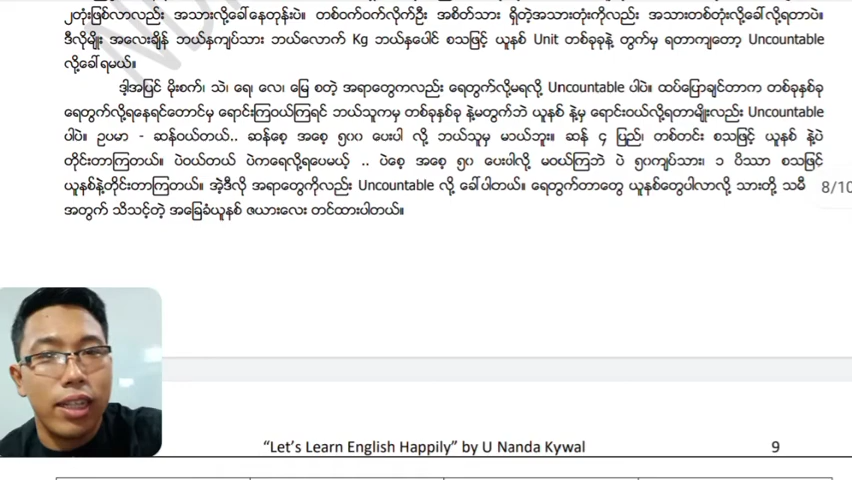 ၂တုံးဖြစ်လာလည်း အသားလို့ခေါ်နေတုန်းပဲ။ တစ်ဝက်ဝက်လိုက်ဦး အစိတ်သား ရှိတဲ့အသားတုံးကိုလည်း အသားတစ်တုံးလို့ခေါ်လို့ရတာပဲ။
ဒီလိုမျိုး အလေးချိန် ဘယ်နှကျပ်သား ဘယ်လောက် Kg ဘယ်နှပေါင် စသဖြင့် ယူနစ် Unit တစ်ခုခုနဲ့ တွက်မှ ရတာကျတော့ Uncountable
လို့ခေါ်ရမယ်။
ဒါ့အပြင် မိုးစက်၊ သဲ၊ ရေ၊ လေ၊ မြေ စတဲ့ အရာတွေကလည်း ရေတွက်လို့မရလို့ Uncountable ပါပဲ။ ထပ်ပြောချင်တာက တစ်ခုနှစ်ခု
ရေတွက်လို့ရနေရင်တောင်မှ ရောင်းကြဝယ်ကြရင် ဘယ်သူကမှ တစ်ခုနှစ်ခု နဲ့မတွက်ဘဲ ယူနစ် နဲ့မှ ရောင်းဝယ်လို့ရတာမျိုးလည်း Uncountable
ပါပဲ။ ဥပမာ - ဆန်ဝယ်တယ်.. ဆန်စေ့ အစေ့ ၅၀၀ ပေးပါ လို့ ဘယ်သူမှ မဝယ်ဘူး။ ဆန် ၄ ပြည်၊ တစ်တင်း စသဖြင့် ယူနစ် နဲ့ပဲ
တိုင်းတာကြတယ်။ ပဲဝယ်တယ် ပဲကရေလို့ရပေမယ့် .. ပဲစေ့ အစေ့ ၅၀ ပေးပါလို့ မဝယ်ကြဘဲ ပဲ ၅၀ကျပ်သား၊ ၁ ပိဿာ စသဖြင့်
ယူနစ်နဲ့တိုင်းတာကြတယ်။ အဲ့ဒီလို အရာတွေကိုလည်း Uncountable လို့ ခေါ်ပါတယ်။ ရေတွက်တာတွေ ယူနစ်တွေပါလာလို့ သားတို့ သမီ
အတွက် သိသင့်တဲ့ အခြေခံယူနစ် ဇယားလေး တင်ထားပါတယ်။
8/10
“Let’s Learn English Happily” by U Nanda Kywal 9